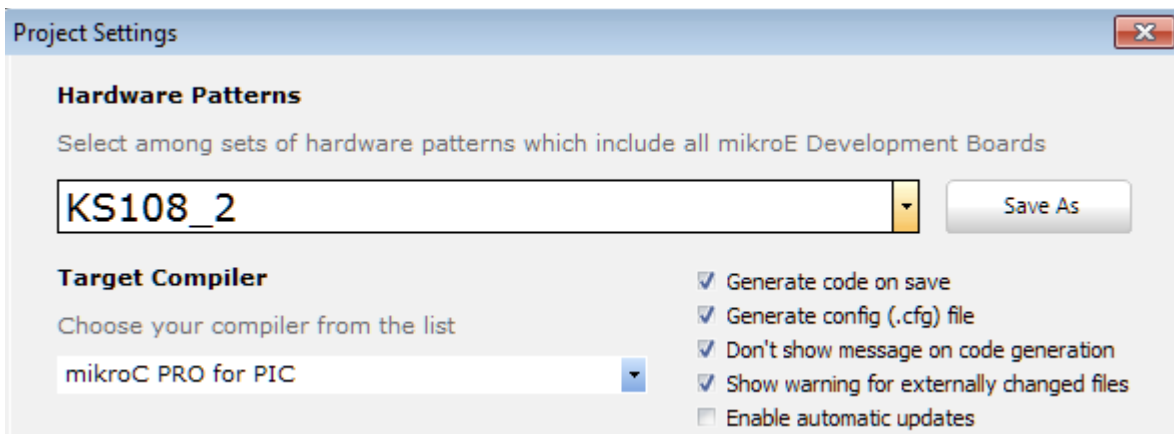 Project Settings
Hardware Patterns
Select among sets of hardware patterns which include all mikroE Development Boards
KS108_2
Save As
Target Compiler
Choose your compiler from the list
mikroC PRO for PIC
Generate code on save
Generate config (.cfg) file
Don't show message on code generation
Show warning for externally changed files
Enable automatic updates